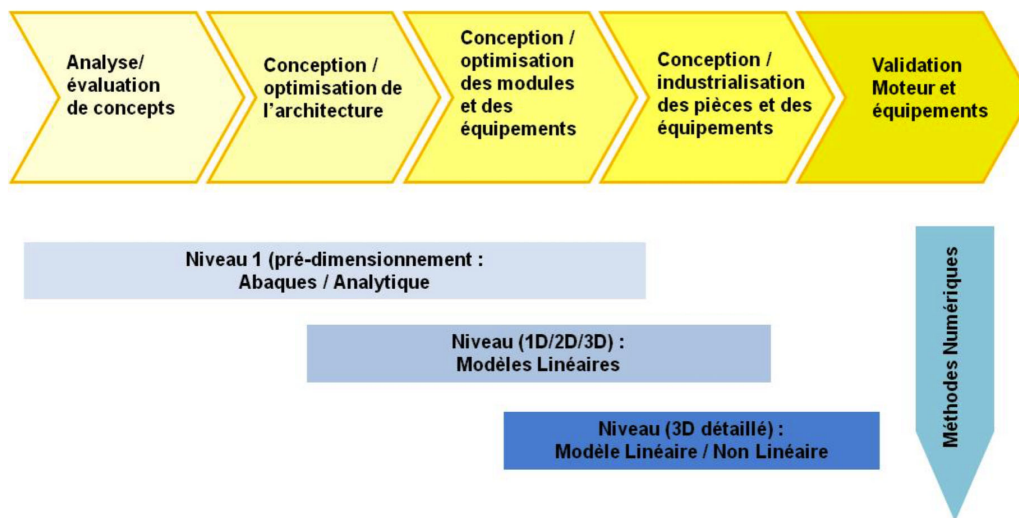 Analyse/
évaluation
de concepts
Conception /
optimisation de
l'architecture
Conception /
optimisation
des modules
et des
équipements
Conception /
industrialisation
des pièces et des
équipements
Validation
Moteur et
équipements
Niveau 1 (pré-dimensionnement :
Abaques / Analytique
Niveau (1D/2D/3D) :
Modèles Linéaires
Niveau (3D détaillé) :
Modèle Linéaire / Non Linéaire
Méthodes Numériques